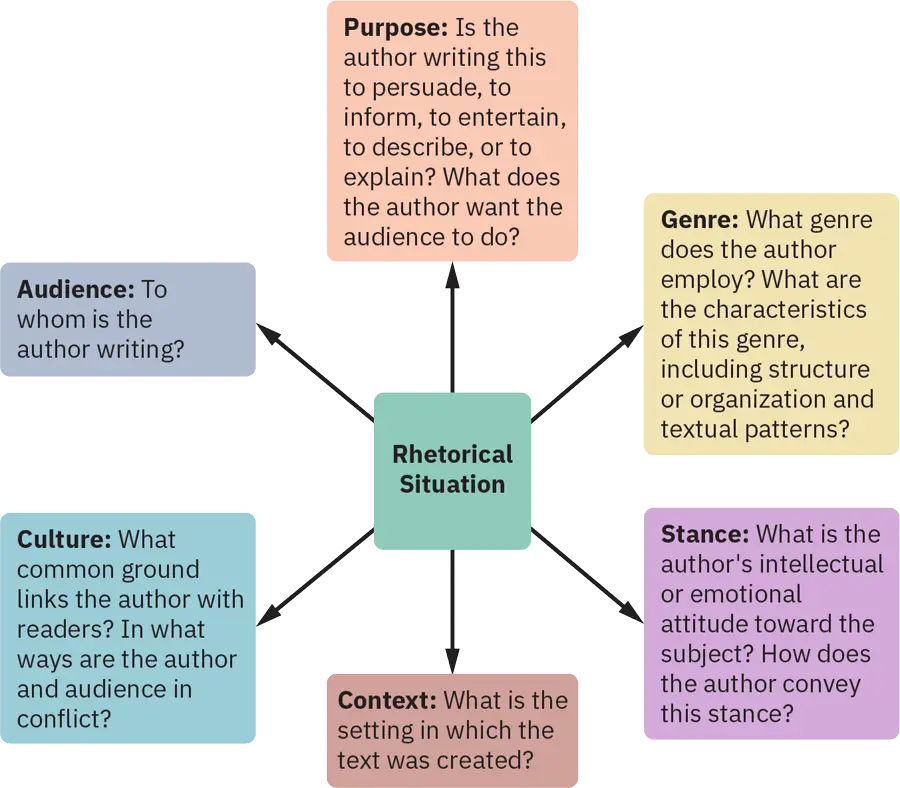 Purpose: Is the
author writing this
to persuade, to
inform, to entertain,
to describe, or to
explain? What does
the author want the
audience to do?
Genre: What genre
does the author
employ? What are
the characteristics
of this genre,
including structure
or organization and
textual patterns?
Audience: To
whom is the
author writing?
Rhetorical
Situation
Culture: What
common ground
links the author with
readers? In what
ways are the author
and audience in
conflict?
Stance: What is the
author's intellectual
or emotional
attitude toward the
subject? How does
the author convey
this stance?
Context: What is the
setting in which the
text was created?